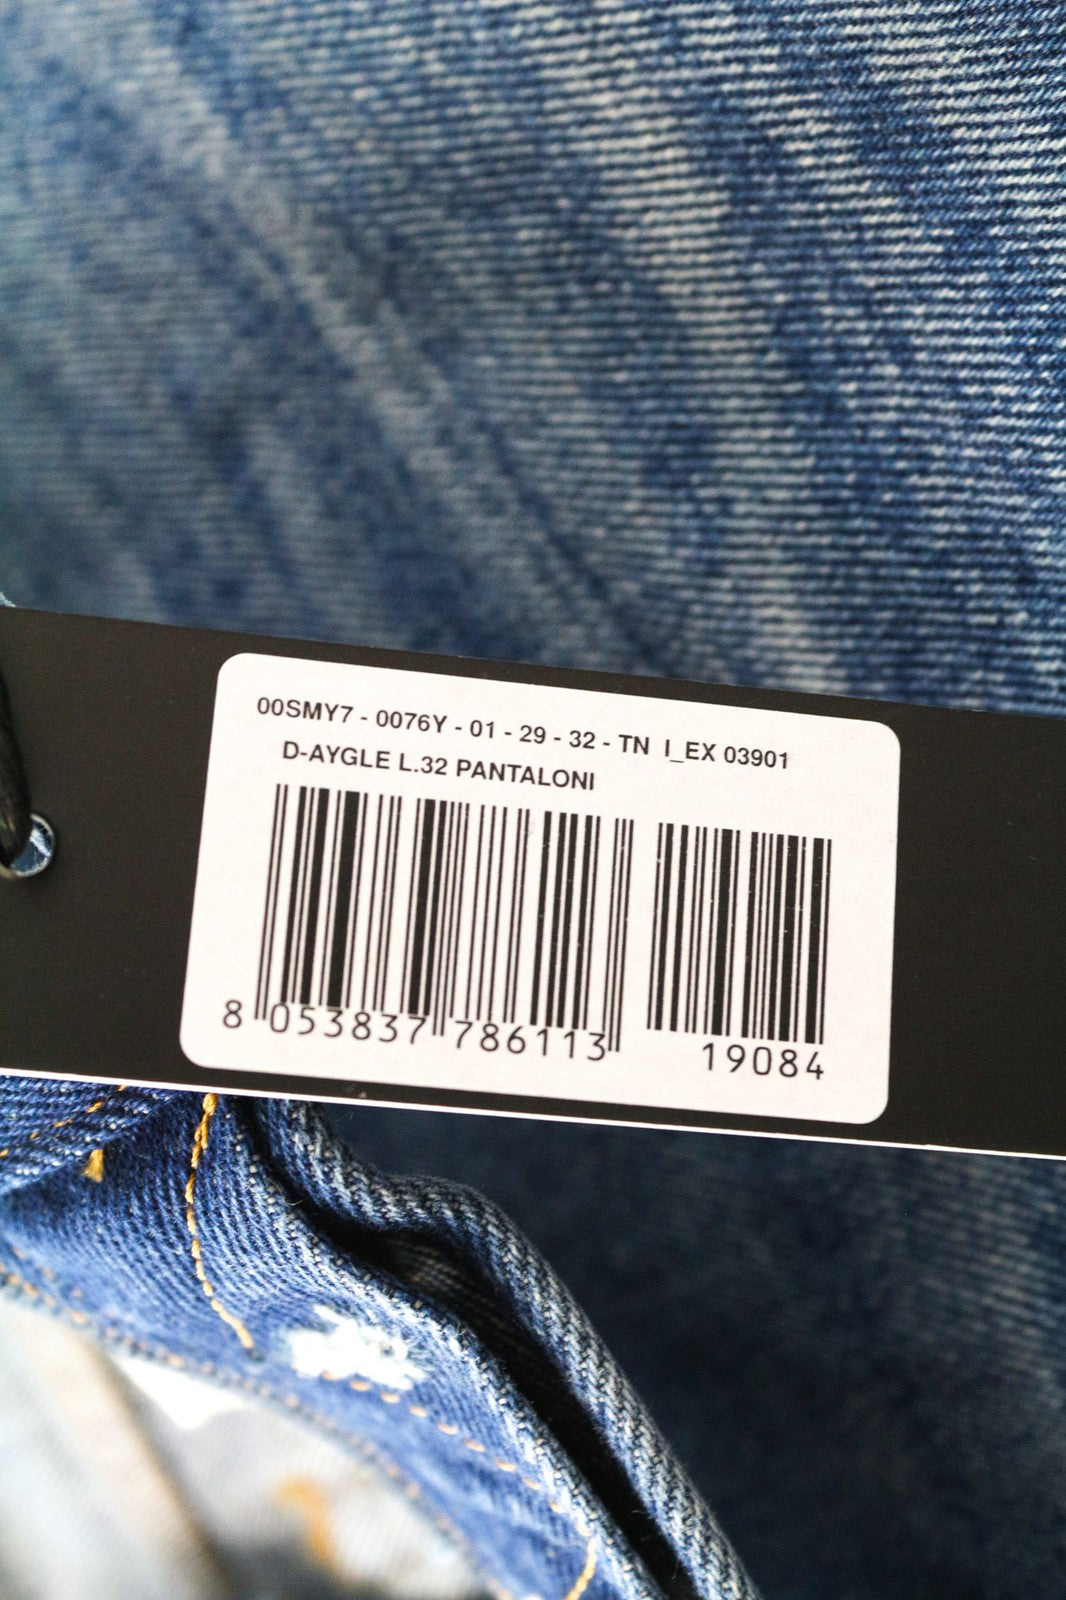 00SMY7 - 0076Y - 01 - 29 - 32 - TN I_EX 03901
D-AYGLE L.32 PANTALONI
8 053837 786113 19084